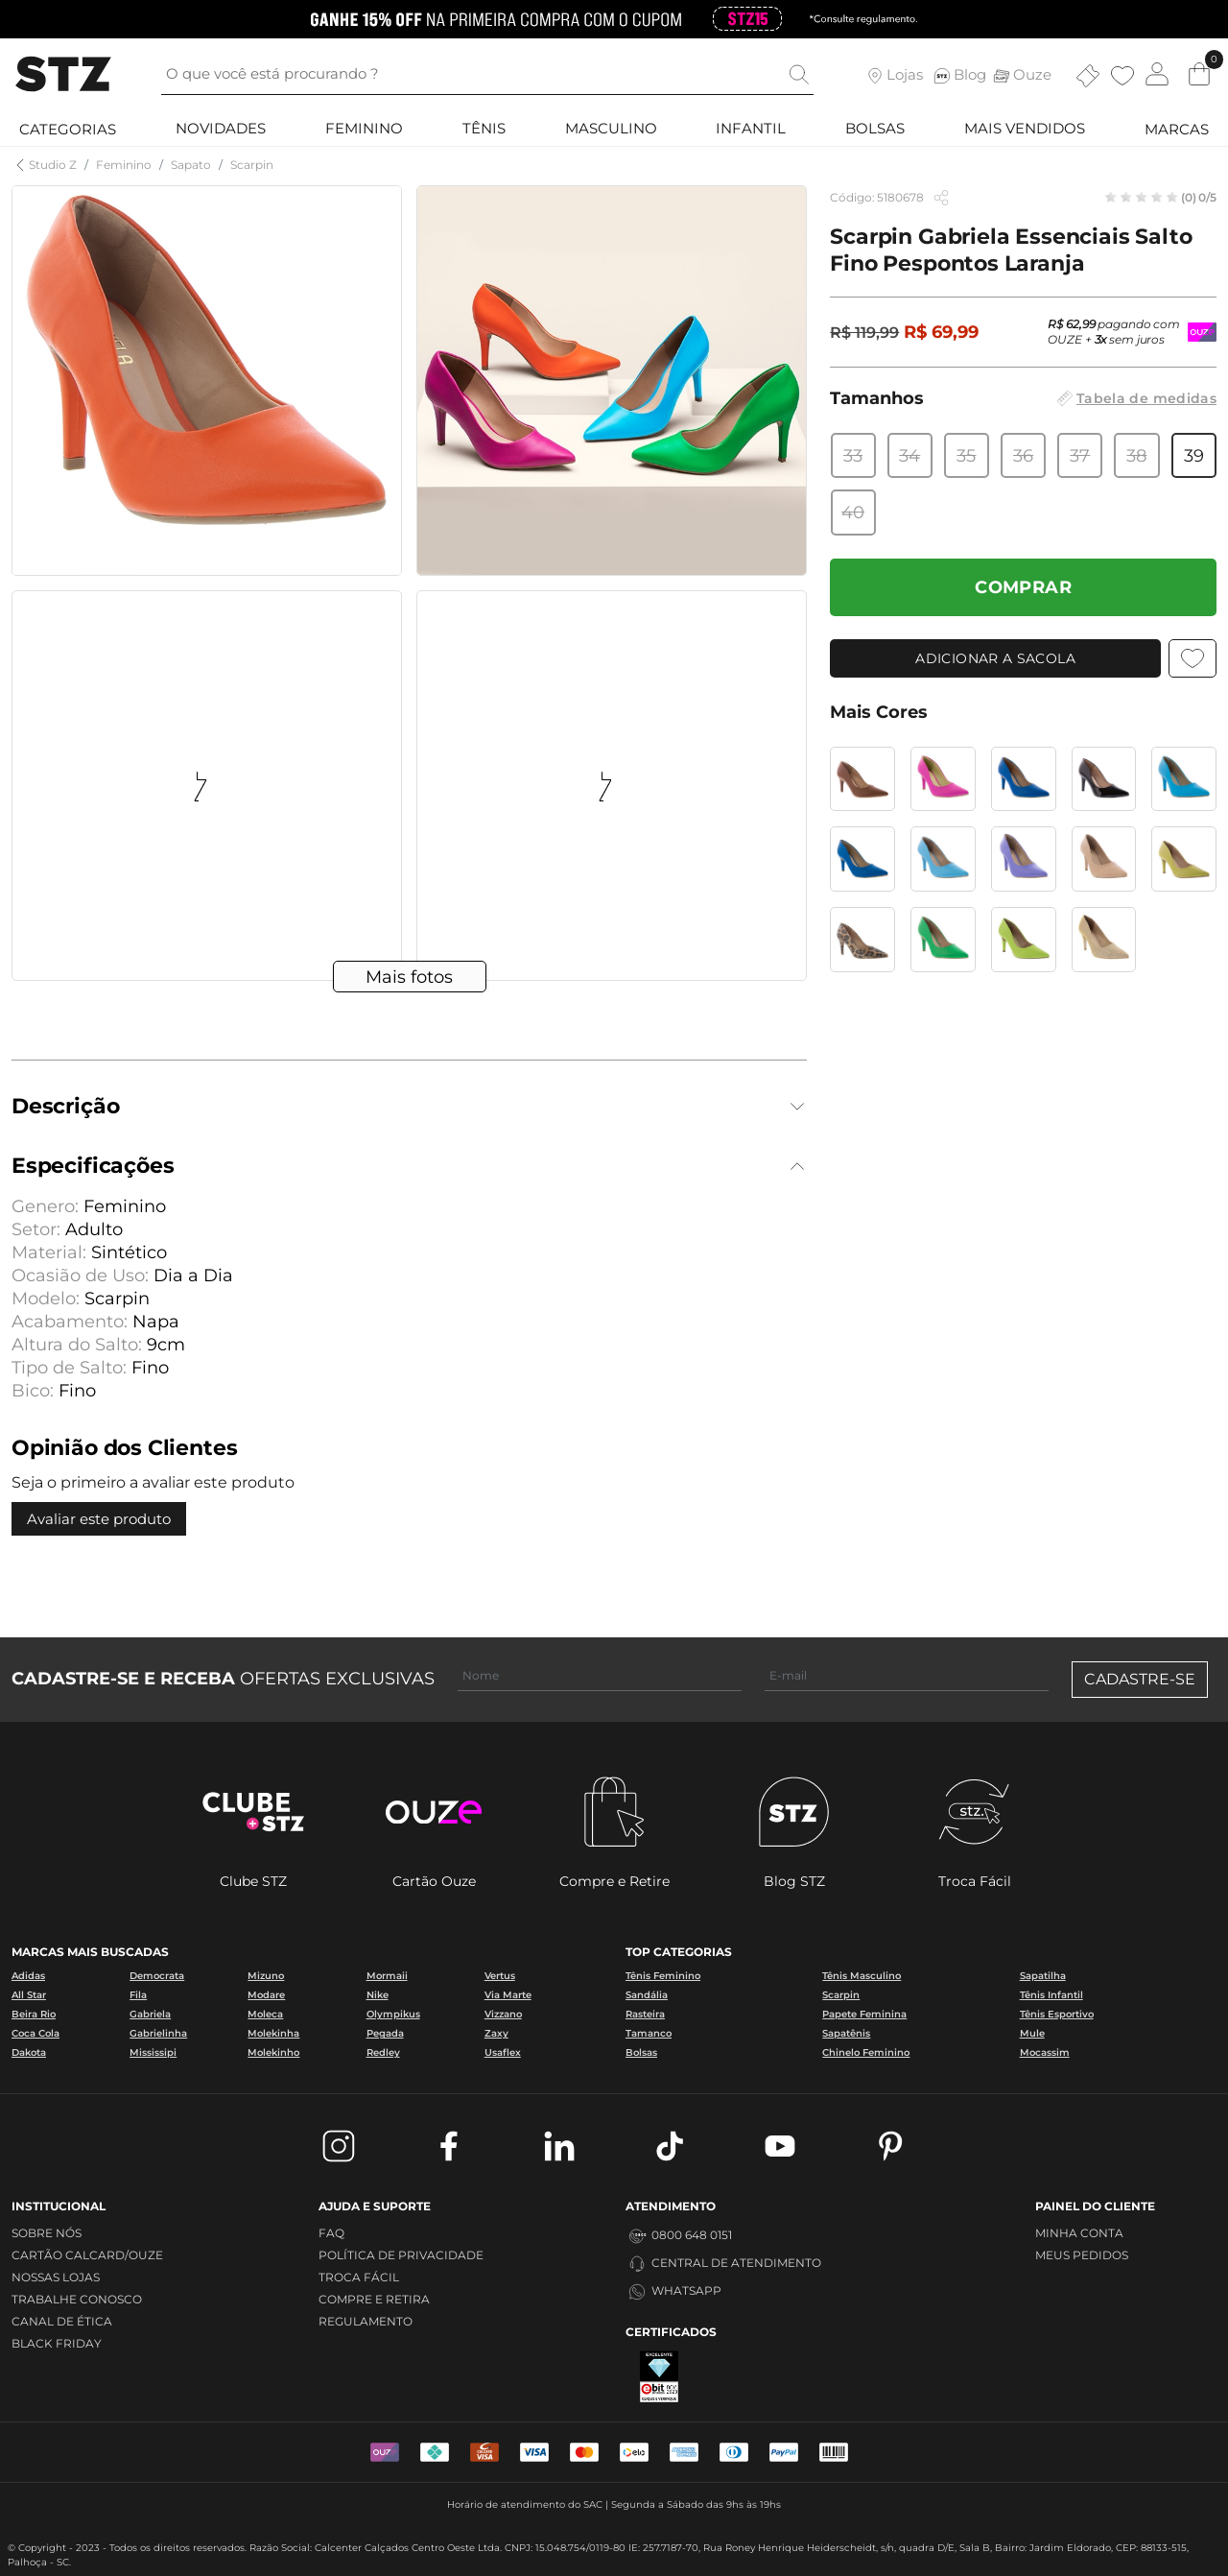 GANHE 15% OFF NA PRIMEIRA COMPRA COM O CUPOM STZ15 *Consulte regulamento.
STZ
O que você está procurando ?
Lojas Blog Ouze
0
CATEGORIAS NOVIDADES FEMININO TÊNIS MASCULINO INFANTIL BOLSAS MAIS VENDIDOS MARCAS
Studio Z / Feminino / Sapato / Scarpin
Código: 5180678
(0) 0/5
Scarpin Gabriela Essenciais Salto
Fino Pespontos Laranja
R$ 119,99 R$ 69,99
R$ 62,99 pagando com
OUZE + 3x sem juros
Tamanhos
Tabela de medidas
33 34 35 36 37 38 39
40
COMPRAR
ADICIONAR A SACOLA
Mais Cores
Mais fotos
Descrição
Especificações
Genero: Feminino
Setor: Adulto
Material: Sintético
Ocasião de Uso: Dia a Dia
Modelo: Scarpin
Acabamento: Napa
Altura do Salto: 9cm
Tipo de Salto: Fino
Bico: Fino
Opinião dos Clientes
Seja o primeiro a avaliar este produto
Avaliar este produto
CADASTRE-SE E RECEBA OFERTAS EXCLUSIVAS
Nome
E-mail
CADASTRE-SE
CLUBE
+STZ
ouze
STZ
stz.
Clube STZ
Cartão Ouze
Compre e Retire
Blog STZ
Troca Fácil
MARCAS MAIS BUSCADAS
Adidas Democrata Mizuno Mormaii Vertus
All Star Fila Modare Nike Via Marte
Beira Rio Gabriela Moleca Olympikus Vizzano
Coca Cola Gabrielinha Molekinha Pegada Zaxy
Dakota Mississipi Molekinho Redley Usaflex
TOP CATEGORIAS
Tênis Feminino Tênis Masculino Sapatilha
Sandália Scarpin Tênis Infantil
Rasteira Papete Feminina Tênis Esportivo
Tamanco Sapatênis Mule
Bolsas Chinelo Feminino Mocassim
INSTITUCIONAL
SOBRE NÓS
CARTÃO CALCARD/OUZE
NOSSAS LOJAS
TRABALHE CONOSCO
CANAL DE ÉTICA
BLACK FRIDAY
AJUDA E SUPORTE
FAQ
POLÍTICA DE PRIVACIDADE
TROCA FÁCIL
COMPRE E RETIRA
REGULAMENTO
ATENDIMENTO
0800 648 0151
CENTRAL DE ATENDIMENTO
WHATSAPP
CERTIFICADOS
EXCELENTE
ebit
PAINEL DO CLIENTE
MINHA CONTA
MEUS PEDIDOS
VISA VISA elo PayPal
Horário de atendimento do SAC | Segunda a Sábado das 9hs às 19hs
© Copyright - 2023 - Todos os direitos reservados. Razão Social: Calcenter Calçados Centro Oeste Ltda. CNPJ: 15.048.754/0119-80 IE: 257.7187-70, Rua Roney Henrique Heiderscheidt, s/n, quadra D/E, Sala B, Bairro: Jardim Eldorado, CEP: 88133-515,
Palhoça - SC.